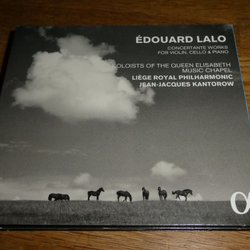 ÉDOUARD LALO
CONCERTANTE WORKS
FOR VIOLIN, CELLO & PIANO
SOLOISTS OF THE QUEEN ELISABETH
MUSIC CHAPEL
LIÈGE ROYAL PHILHARMONIC
JEAN-JACQUES KANTOROW